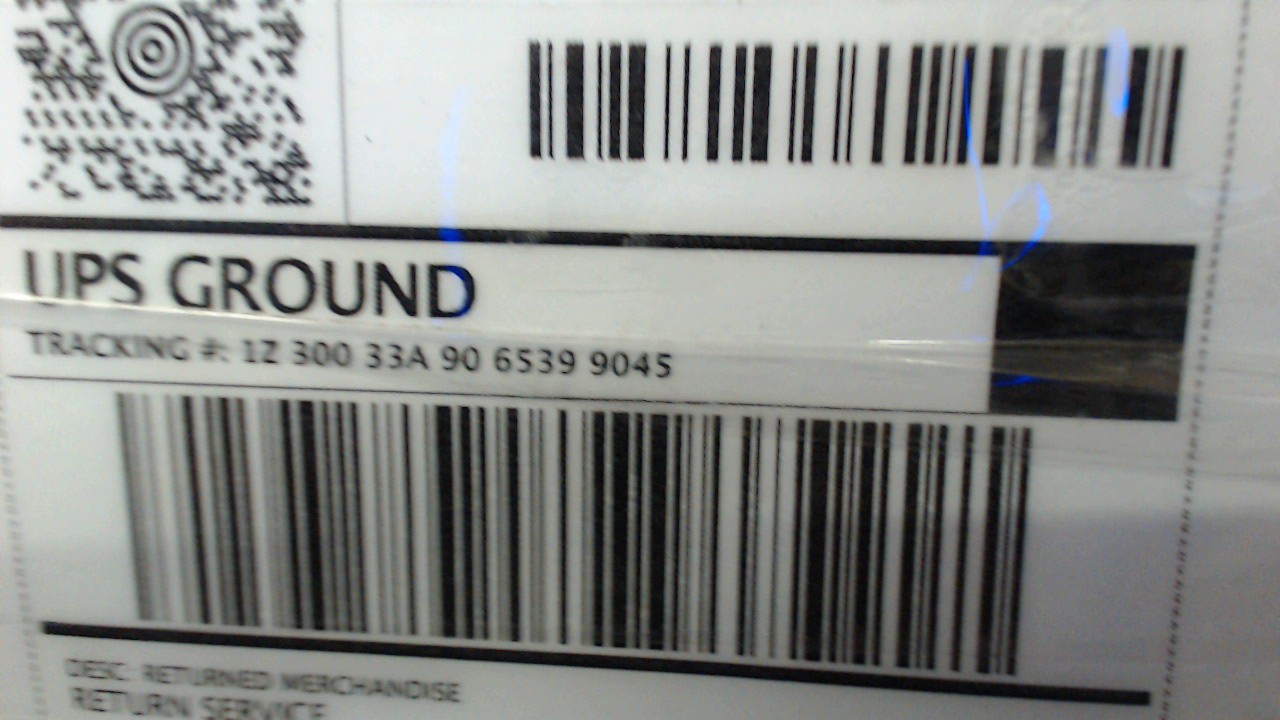 UPS GROUND
TRACKING #: 1Z 300 33A 90 6539 9045
DESC: RETURNED MERCHANDISE
RETURN SERVICE